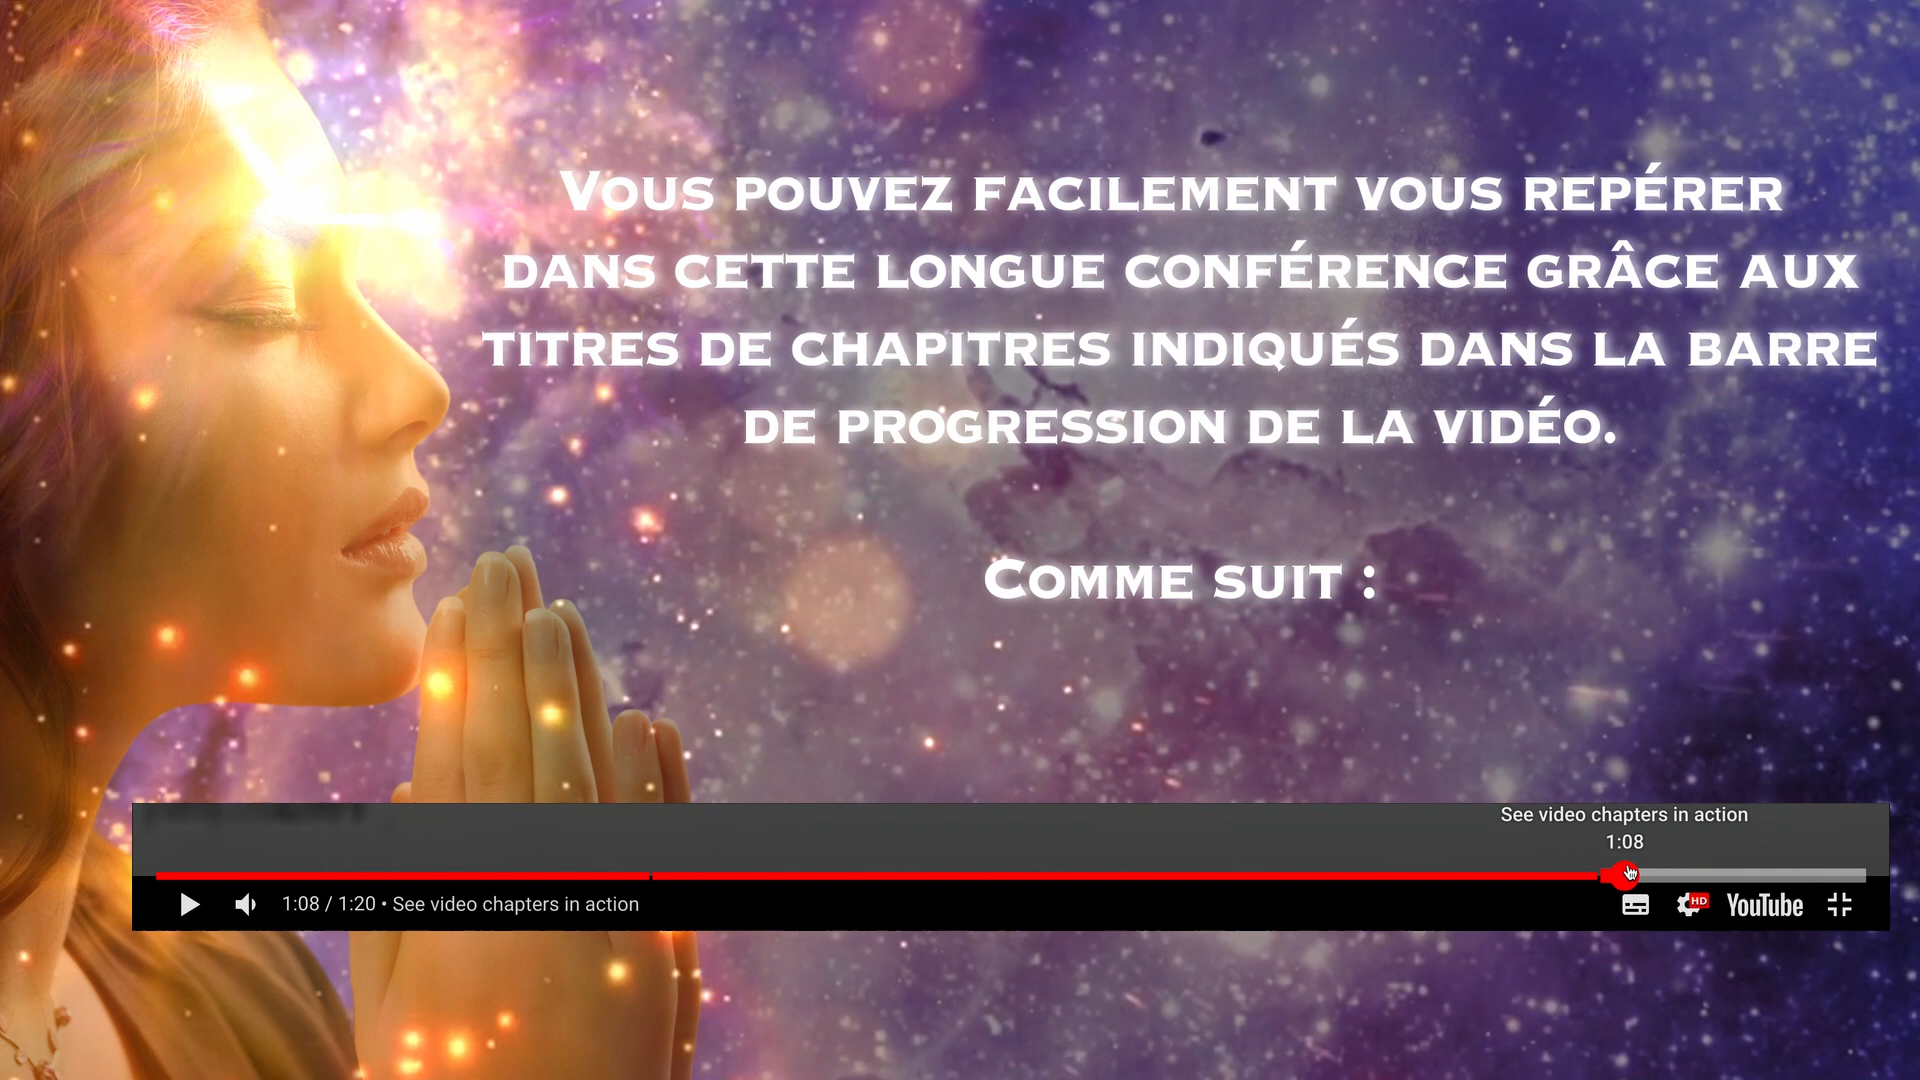 Vous pouvez facilement vous repérer
dans cette longue conférence grâce aux
titres de chapitres indiqués dans la barre
de progression de la vidéo.
Comme suit :
See video chapters in action
1:08
1:08 / 1:20 • See video chapters in action
HD
YouTube